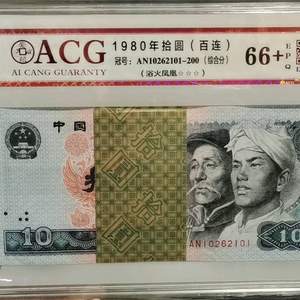 ACG
AI CANG GUARANTY
1980年拾圆（百连）
冠号：AN10262101-200（综合分）
（浴火凤凰☆☆☆）
66+
EPQ
中国
拾圆
10
AN10262101
10